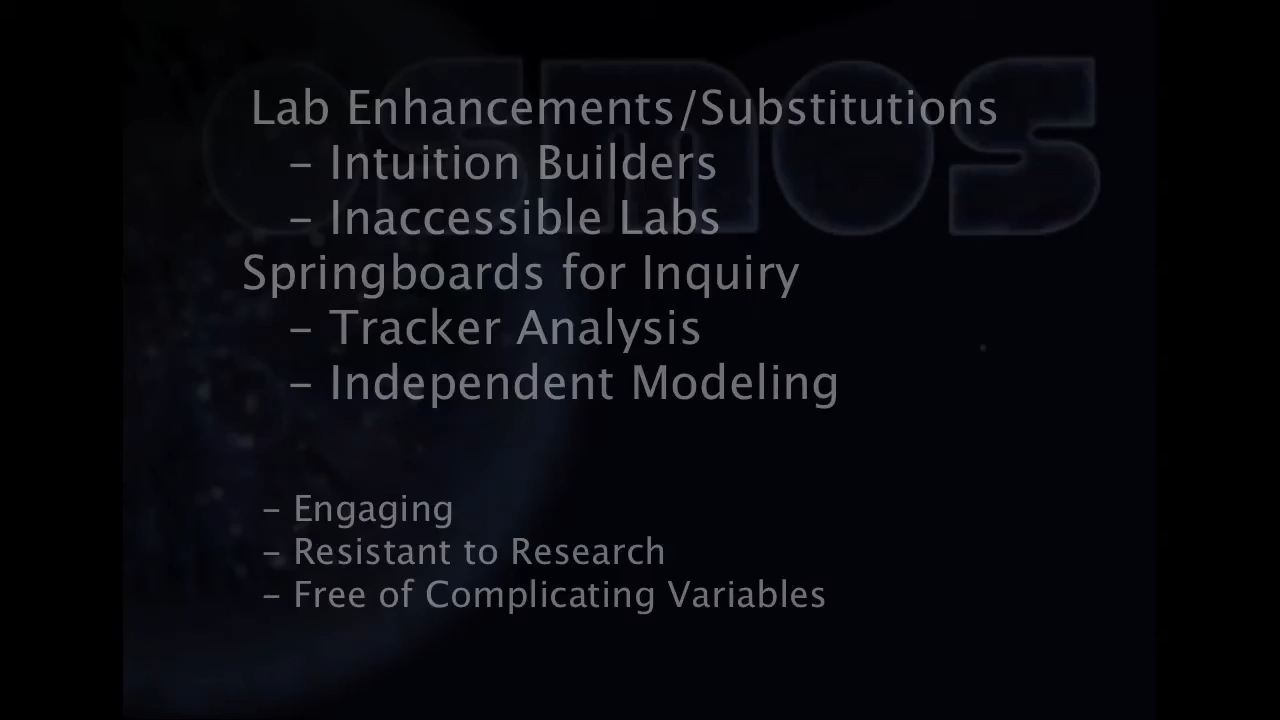 OSMOS
Lab Enhancements/Substitutions
– Intuition Builders
– Inaccessible Labs
Springboards for Inquiry
– Tracker Analysis
– Independent Modeling
– Engaging
– Resistant to Research
– Free of Complicating Variables